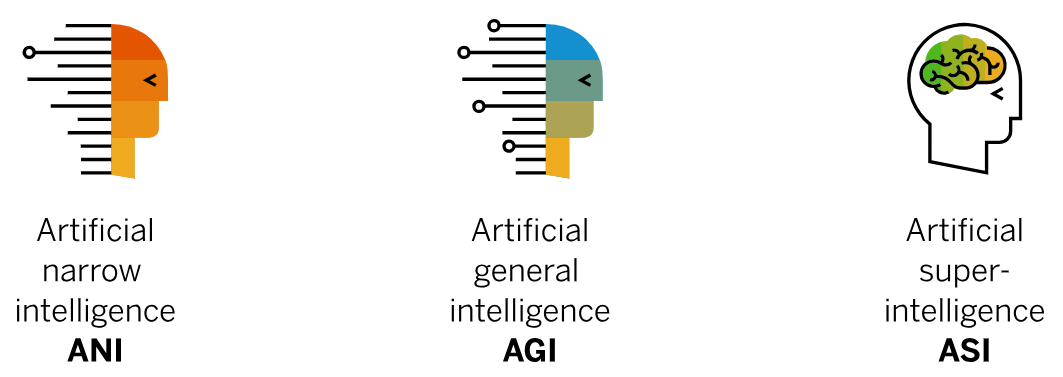 Artificial
narrow
intelligence
ANI
Artificial
general
intelligence
AGI
Artificial
super-
intelligence
ASI